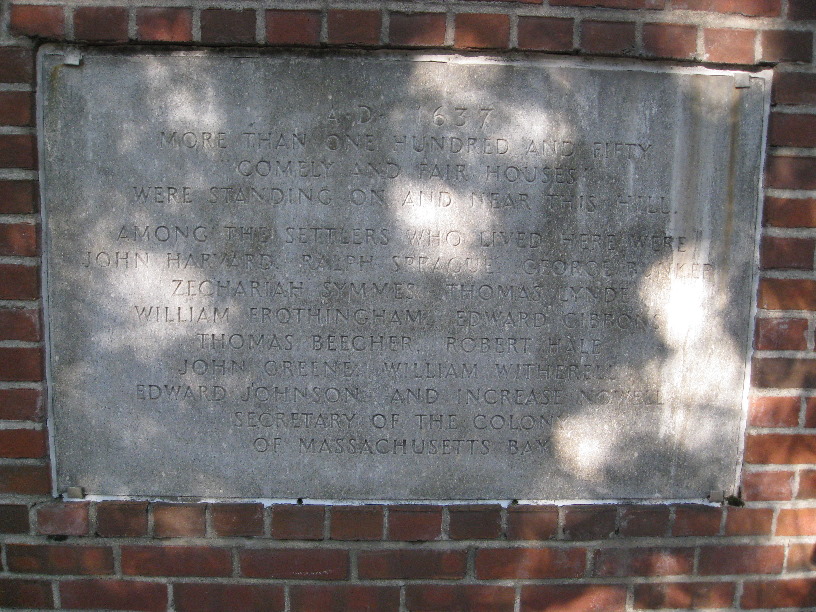 A·D· 1637
MORE THAN ONE HUNDRED AND FIFTY
COMELY AND FAIR HOUSES
WERE STANDING ON AND NEAR THIS HILL.
AMONG THE SETTLERS WHO LIVED HERE WERE
JOHN HARVARD, RALPH SPRAGUE, GEORGE BUNKER
ZECHARIAH SYMMES, THOMAS LYNDE
WILLIAM FROTHINGHAM, EDWARD GIBBONS
THOMAS BEECHER, ROBERT HALE
JOHN GREENE, WILLIAM WITHERELL
EDWARD JOHNSON, AND INCREASE NOWELL
SECRETARY OF THE COLONY
OF MASSACHUSETTS BAY